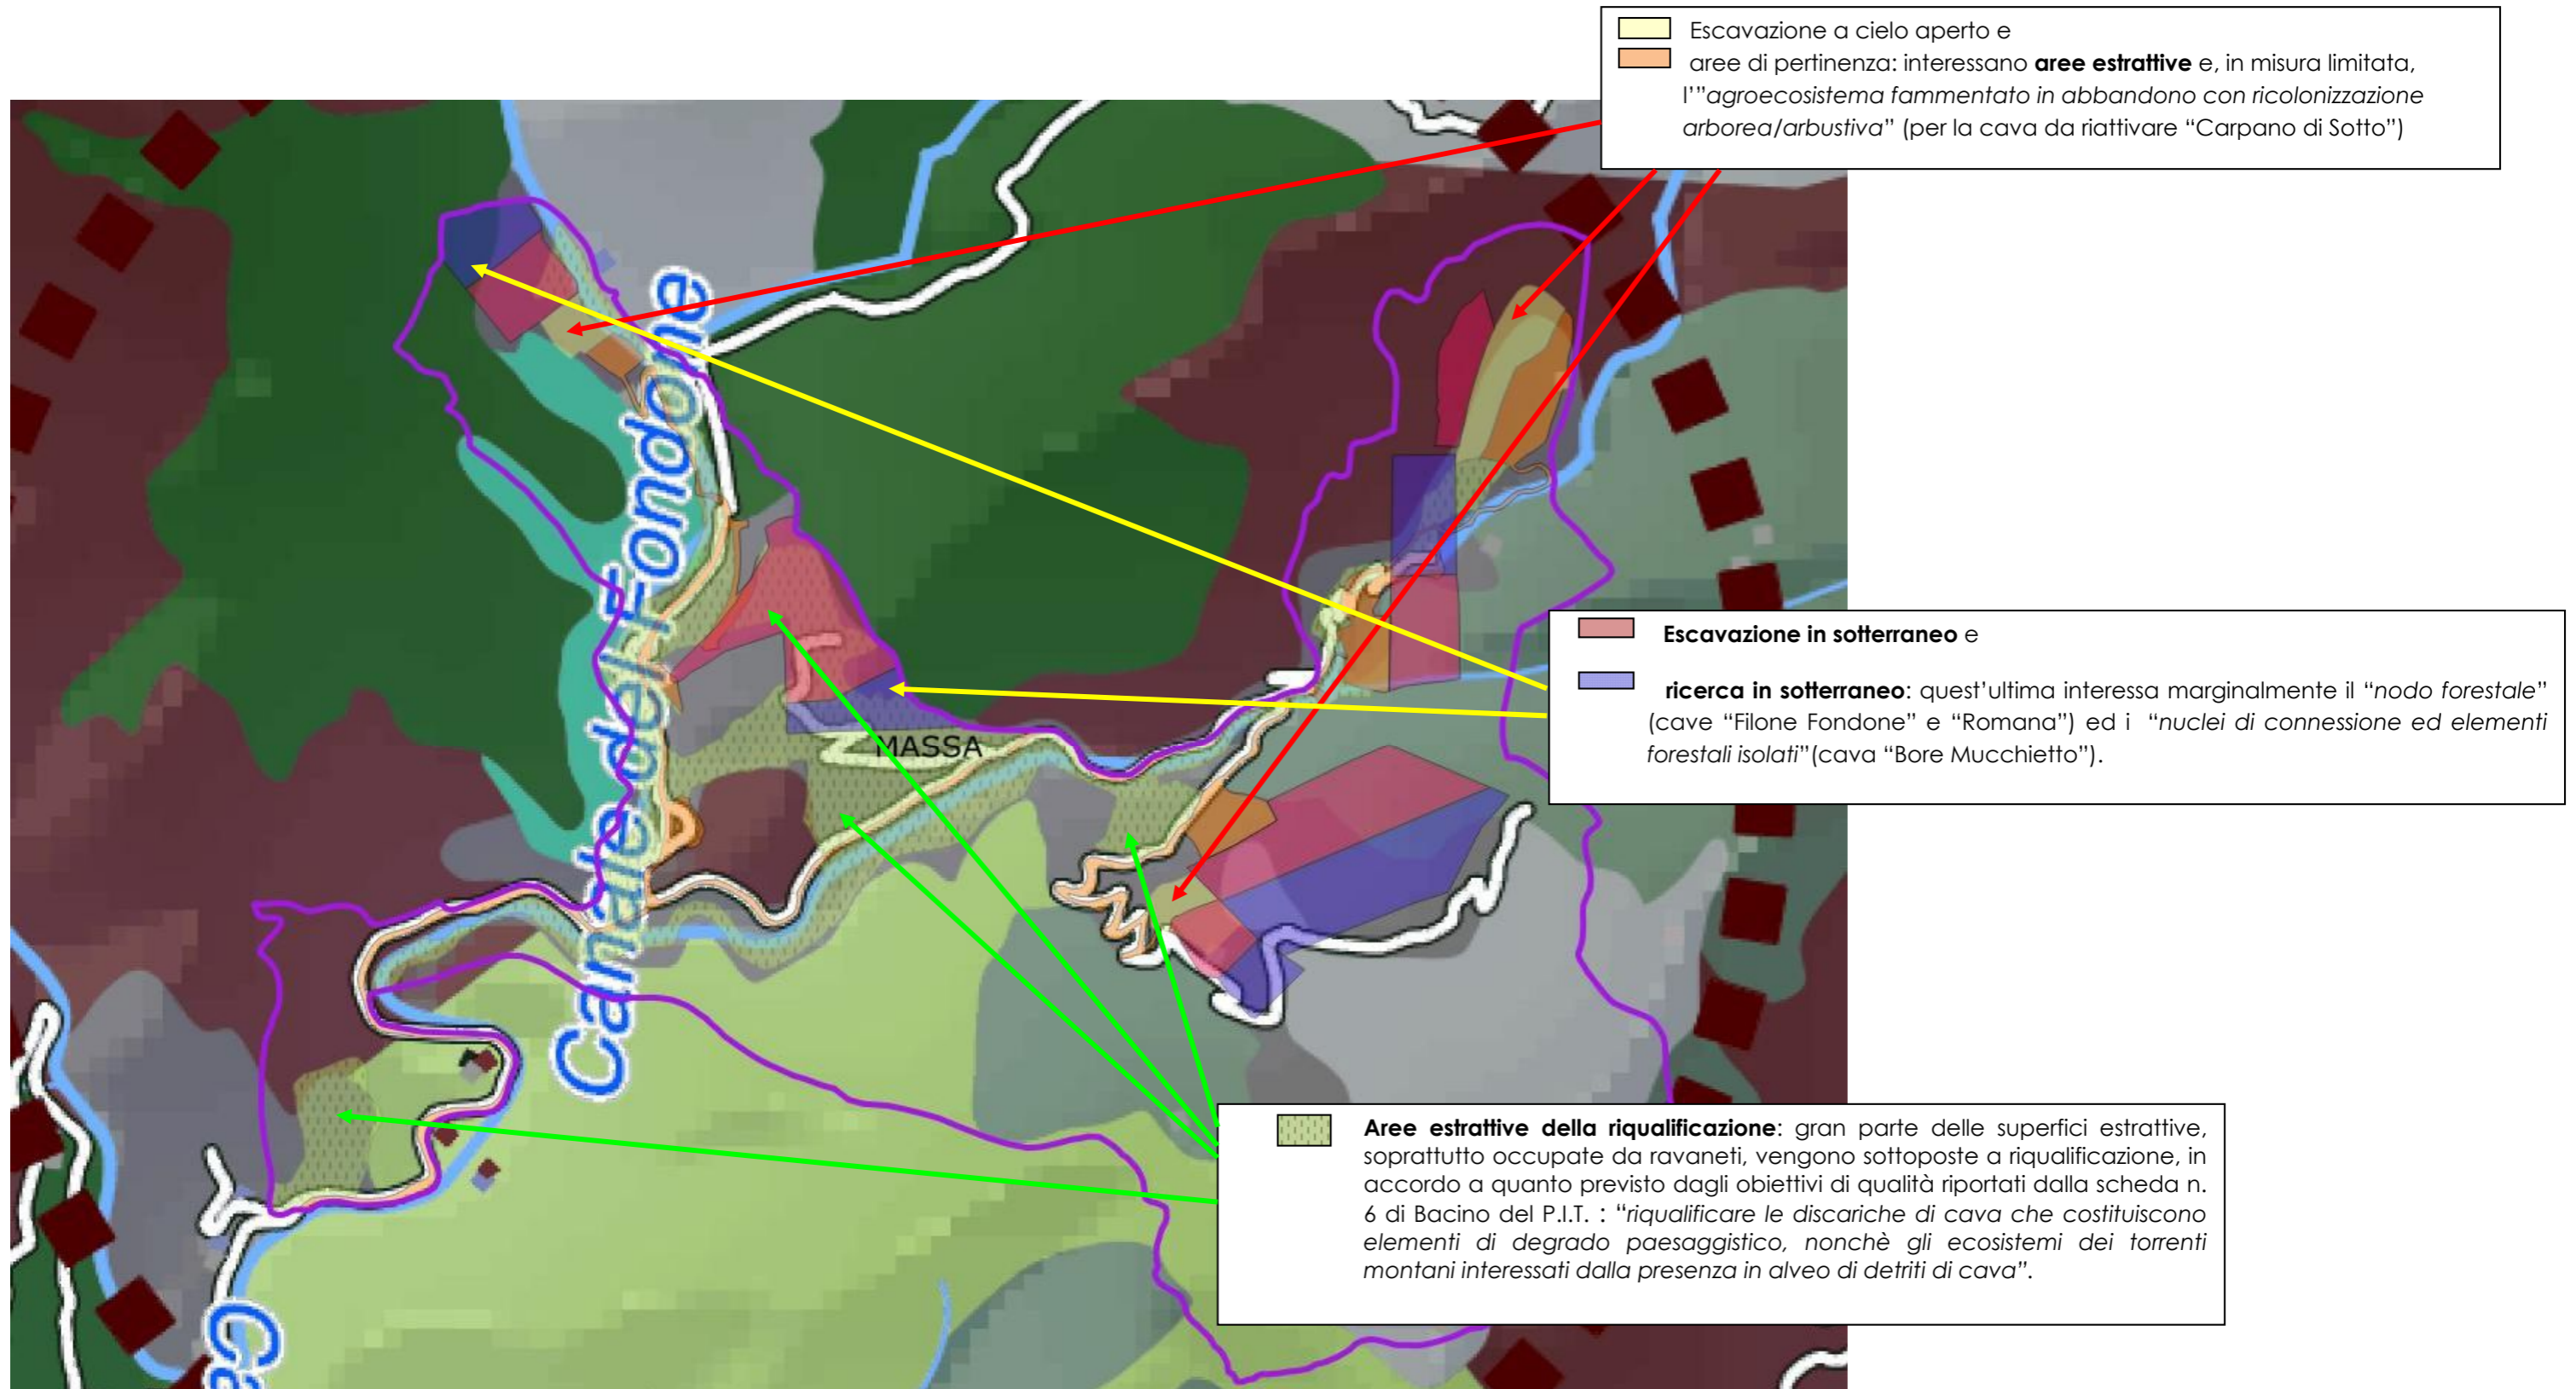 Escavazione a cielo aperto e
aree di pertinenza: interessano aree estrattive e, in misura limitata,
l'"agroecosistema fammentato in abbandono con ricolonizzazione
arborea/arbustiva" (per la cava da riattivare “Carpano di Sotto”)
Canale del Fondone
MASSA
Escavazione in sotterraneo e
ricerca in sotterraneo: quest’ultima interessa marginalmente il “nodo forestale”
(cave “Filone Fondone” e “Romana”) ed i “nuclei di connessione ed elementi
forestali isolati”(cava “Bore Mucchietto”).
Aree estrattive della riqualificazione: gran parte delle superfici estrattive,
soprattutto occupate da ravaneti, vengono sottoposte a riqualificazione, in
accordo a quanto previsto dagli obiettivi di qualità riportati dalla scheda n.
6 di Bacino del P.I.T. : “riqualificare le discariche di cava che costituiscono
elementi di degrado paesaggistico, nonchè gli ecosistemi dei torrenti
montani interessati dalla presenza in alveo di detriti di cava”.
Ca